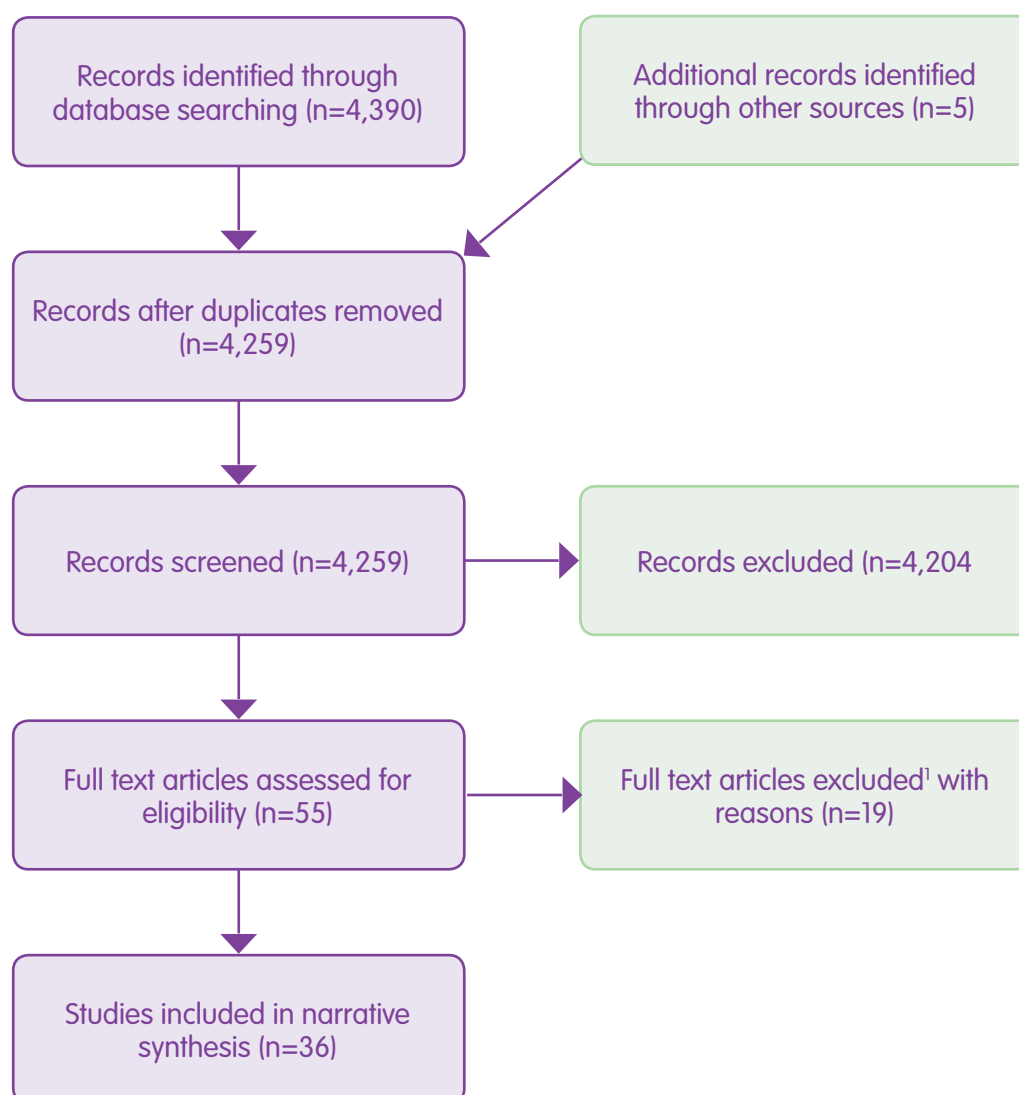 Records identified through
database searching (n=4,390)
Additional records identified
through other sources (n=5)
Records after duplicates removed
(n=4,259)
Records screened (n=4,259)
Records excluded (n=4,204
Full text articles assessed for
eligibility (n=55)
Full text articles excluded¹ with
reasons (n=19)
Studies included in narrative
synthesis (n=36)